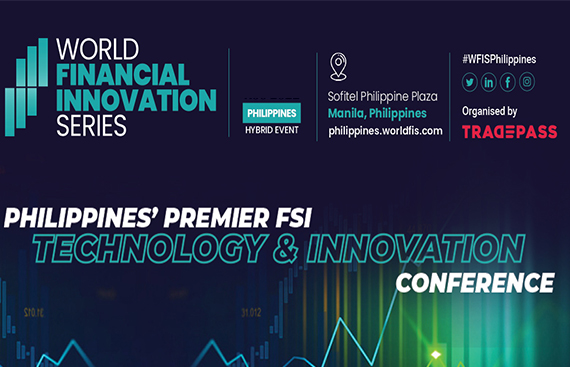 WORLD
FINANCIAL
INNOVATION
SERIES
PHILIPPINES
HYBRID EVENT
Sofitel Philippine Plaza
Manila, Philippines
philippines.worldfis.com
#WFISPhilippines
Organised by
TRADEPASS
PHILIPPINES' PREMIER FSI
TECHNOLOGY & INNOVATION
CONFERENCE